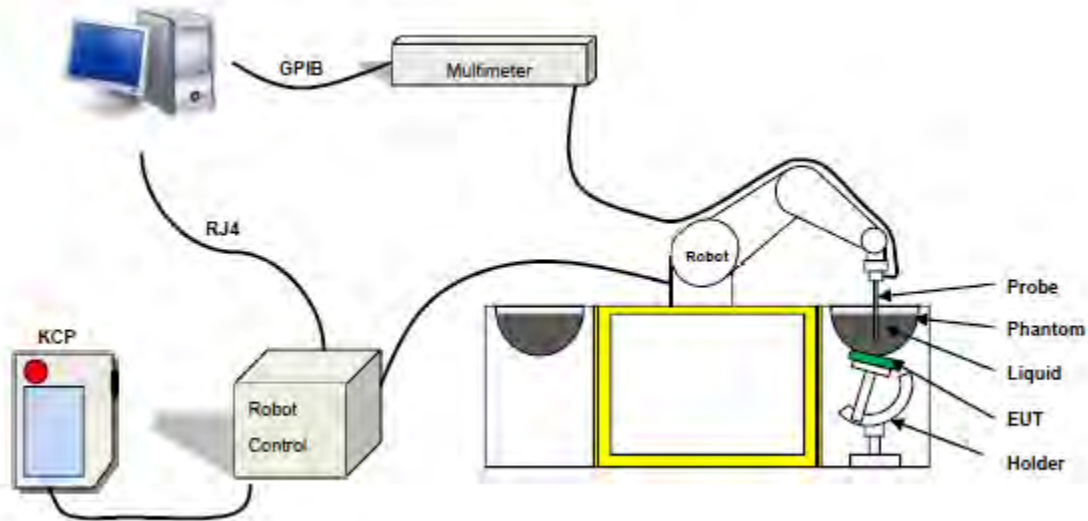 GPIB
Multimeter
RJ4
Robot
Probe
Phantom
Liquid
EUT
Holder
KCP
Robot
Control